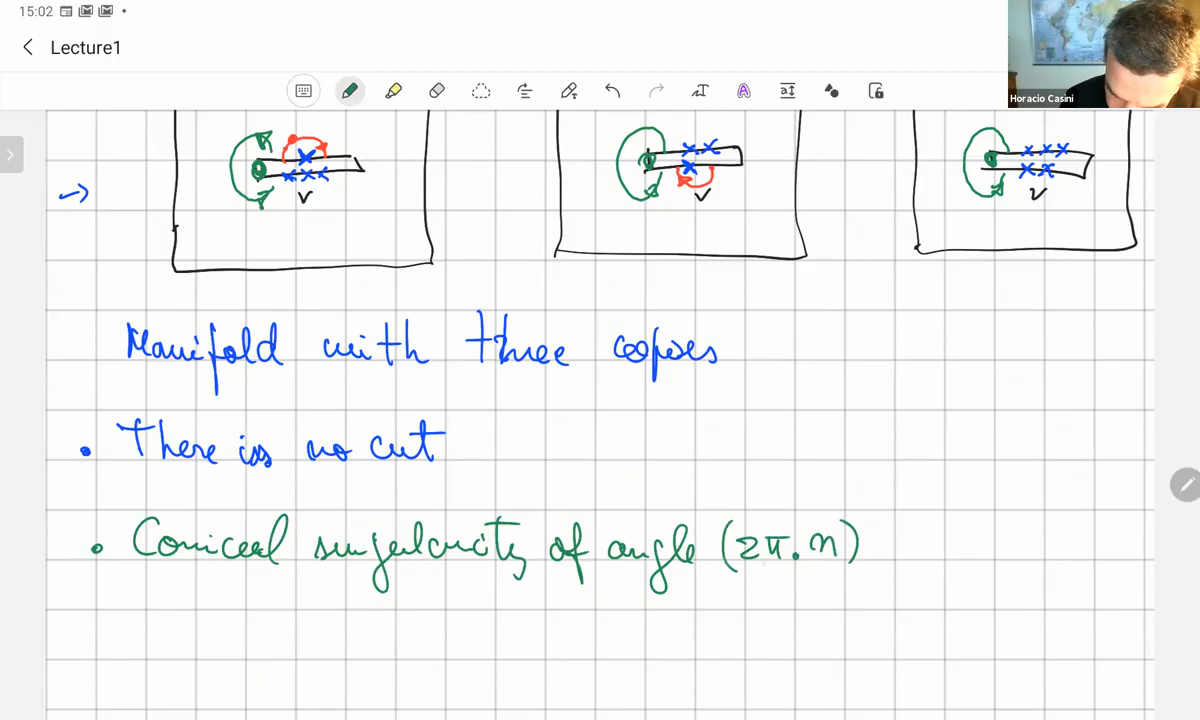 15:02
Lecture1
Horacio Casini
V V V
Manifold with three copies
• There is no cut
• Conical singularity of angle (2π.n)